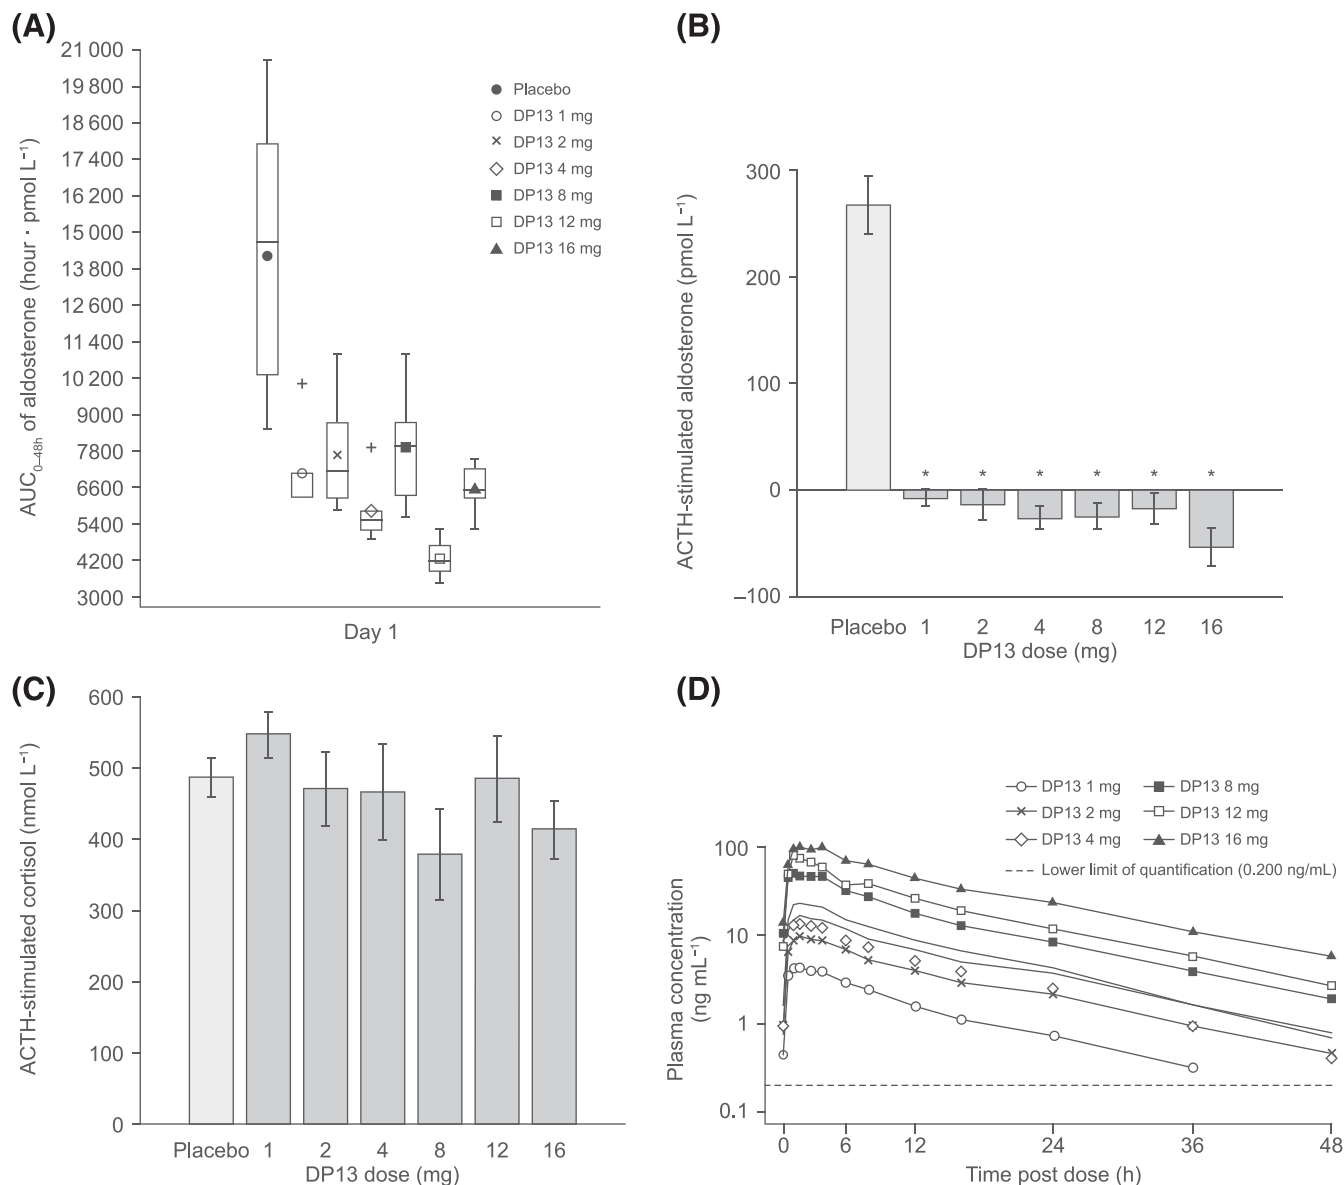 (A)
21 000
19 800
18 600
17 400
16 200
15 000
13 800
12 600
11 400
10 200
9000
7800
6600
5400
4200
3000
AUC0–48h of aldosterone (hour · pmol L−1)
Day 1
Placebo
DP13 1 mg
DP13 2 mg
DP13 4 mg
DP13 8 mg
DP13 12 mg
DP13 16 mg
(B)
300
200
100
0
–100
ACTH-stimulated aldosterone (pmol L−1)
* * * * * *
Placebo 1 2 4 8 12 16
DP13 dose (mg)
(C)
600
500
400
300
200
100
0
ACTH-stimulated cortisol (nmol L−1)
Placebo 1 2 4 8 12 16
DP13 dose (mg)
(D)
DP13 1 mg DP13 8 mg
DP13 2 mg DP13 12 mg
DP13 4 mg DP13 16 mg
Lower limit of quantification (0.200 ng/mL)
100
10
1
0.1
Plasma concentration
(ng mL−1)
0 6 12 24 36 48
Time post dose (h)